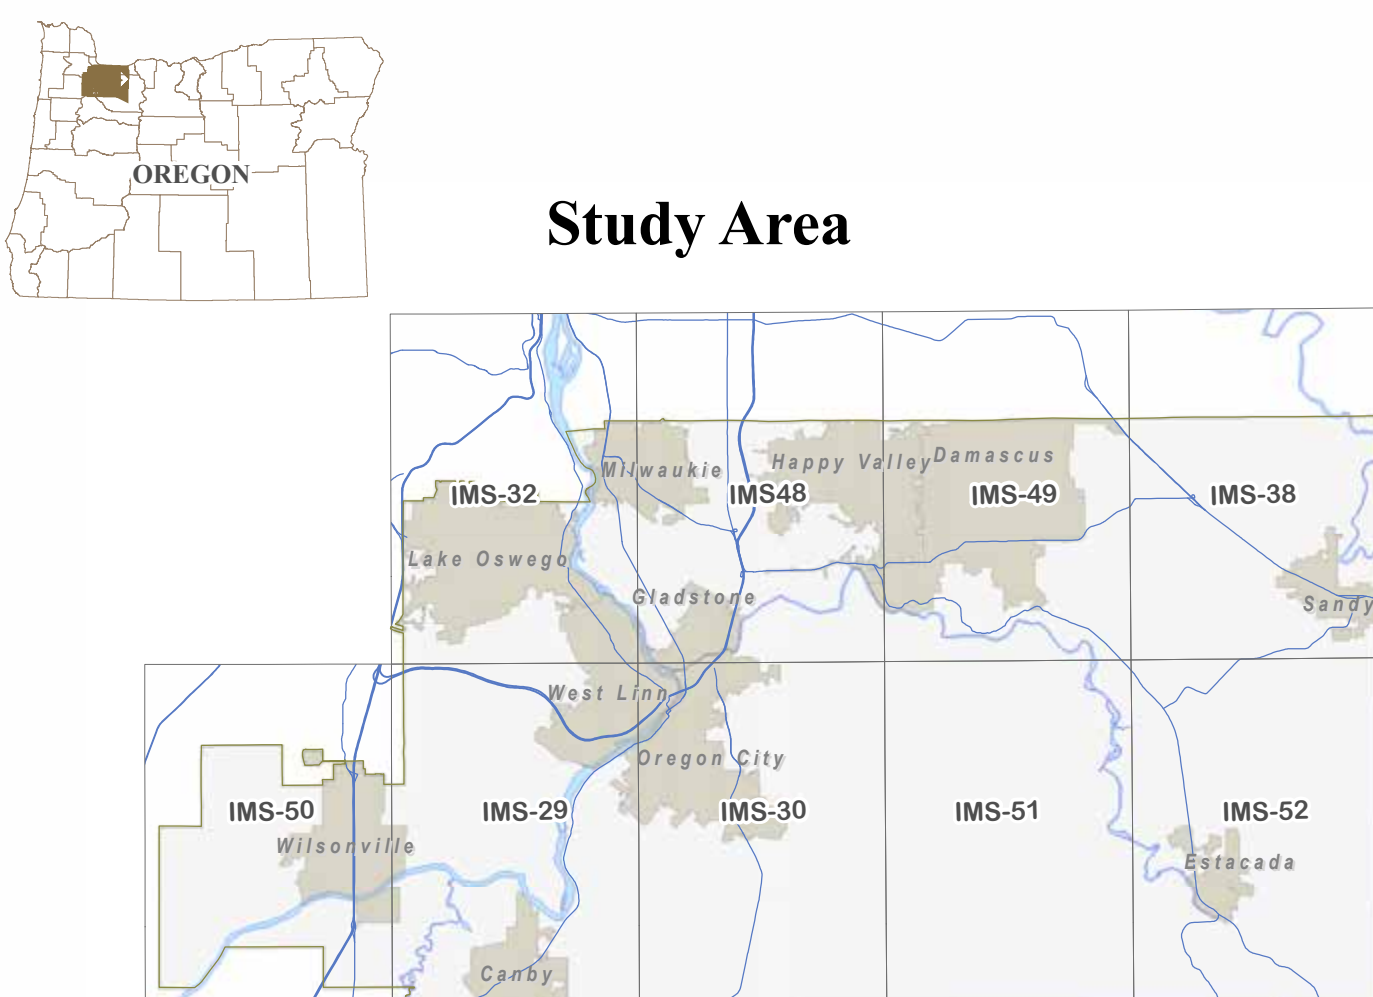 OREGON
Study Area
Milwaukie
Happy Valley
Damascus
IMS-32
IMS48
IMS-49
IMS-38
Lake Oswego
Gladstone
Sandy
West Linn
Oregon City
IMS-50
IMS-29
IMS-30
IMS-51
IMS-52
Wilsonville
Estacada
Canby